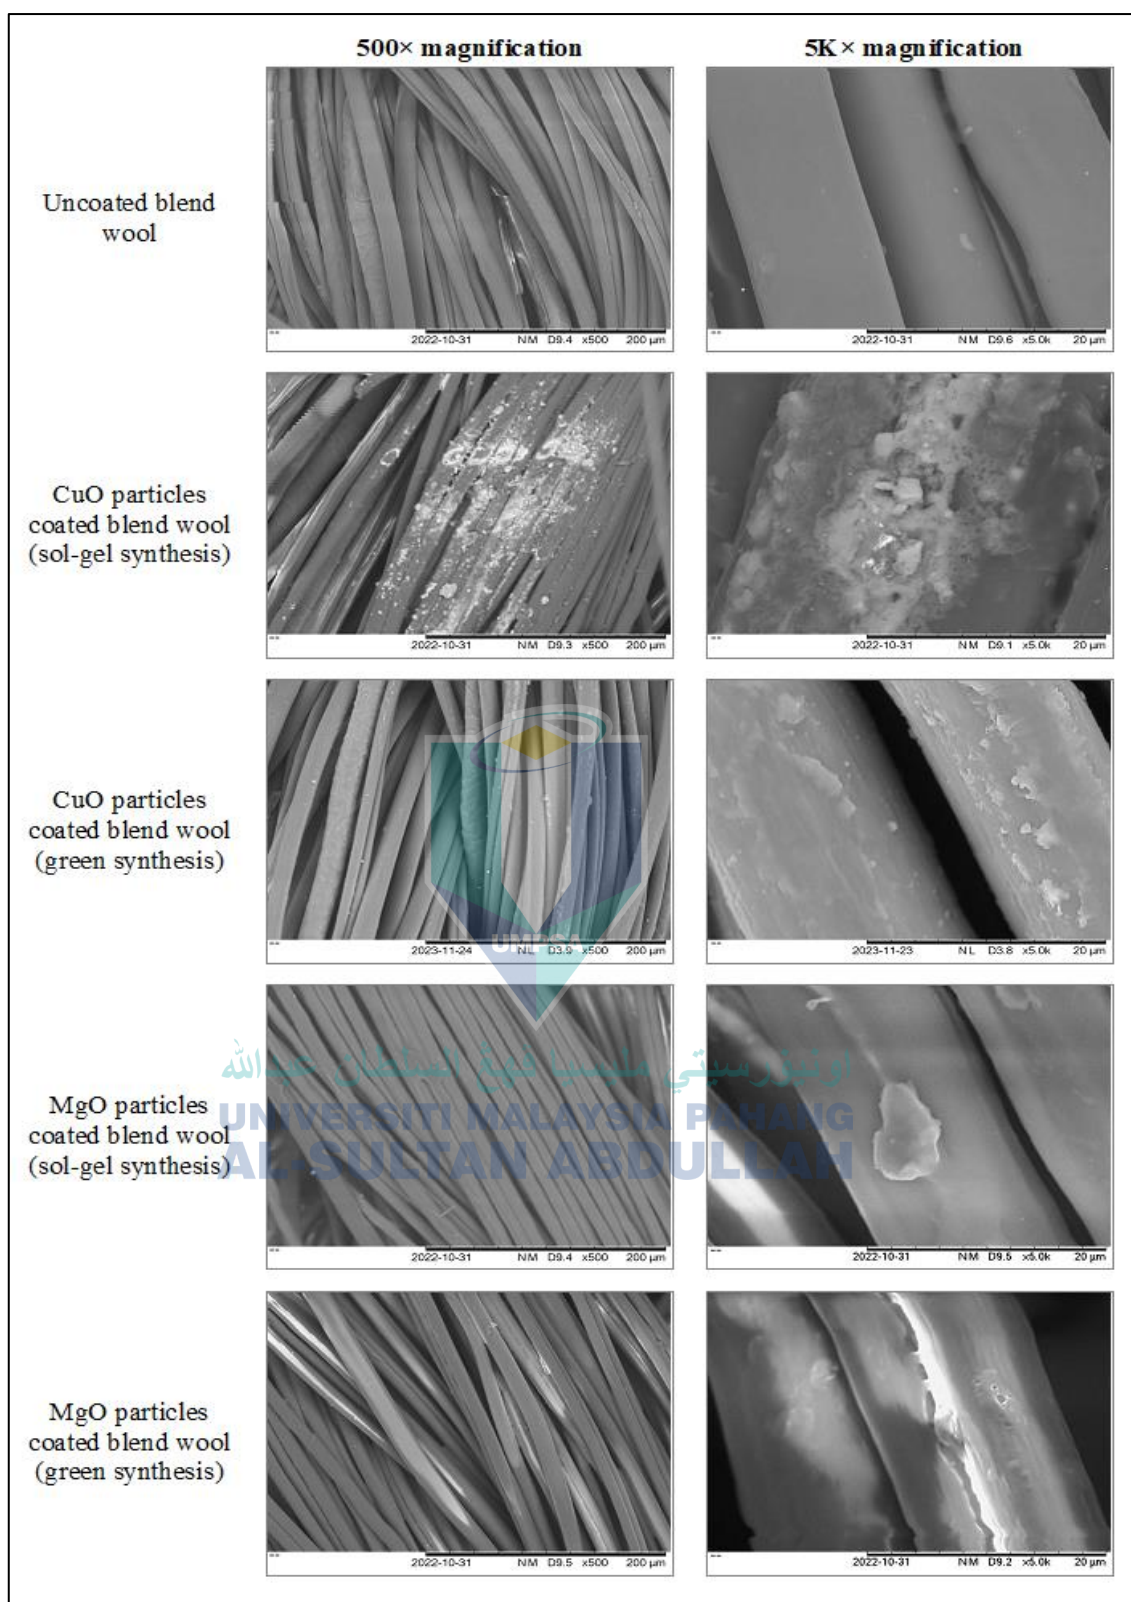 500× magnification
5K× magnification
Uncoated blend
wool
2022-10-31 NM D9.4 x500 200 µm
2022-10-31 NM D9.6 x5.0k 20 µm
CuO particles
coated blend wool
(sol-gel synthesis)
2022-10-31 NM D9.3 x500 200 µm
2022-10-31 NM D9.1 x5.0k 20 µm
CuO particles
coated blend wool
(green synthesis)
UMPSA
2023-11-24 NL D3.9 x500 200 µm
2023-11-23 NL D3.8 x5.0k 20 µm
اونيۏرسيتي مليسيا ڤهڠ السلطان عبدالله
MgO particles
coated blend wool
(sol-gel synthesis)
UNIVERSITI MALAYSIA PAHANG
AL-SULTAN ABDULLAH
2022-10-31 NM D9.4 x500 200 µm
2022-10-31 NM D9.5 x5.0k 20 µm
MgO particles
coated blend wool
(green synthesis)
2022-10-31 NM D9.5 x500 200 µm
2022-10-31 NM D9.2 x5.0k 20 µm